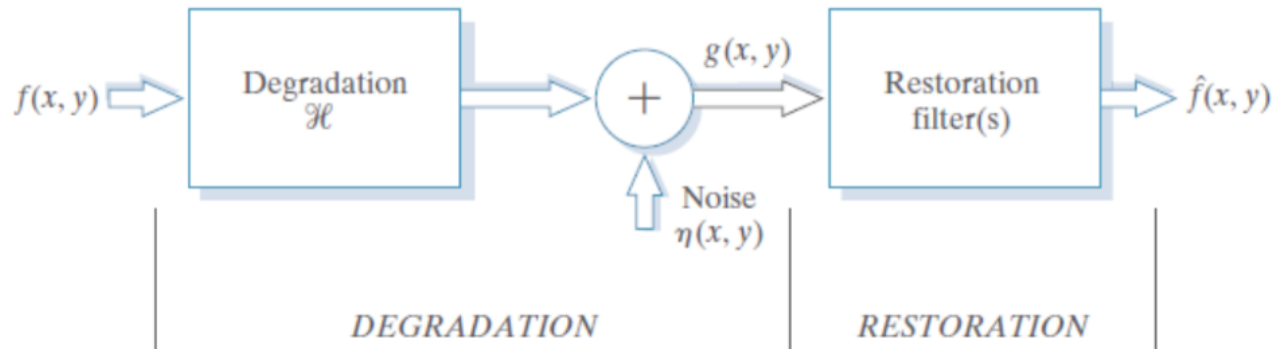 f(x, y)
Degradation
ℋ
+
g(x, y)
Noise
η(x, y)
Restoration
filter(s)
f̂(x, y)
DEGRADATION
RESTORATION